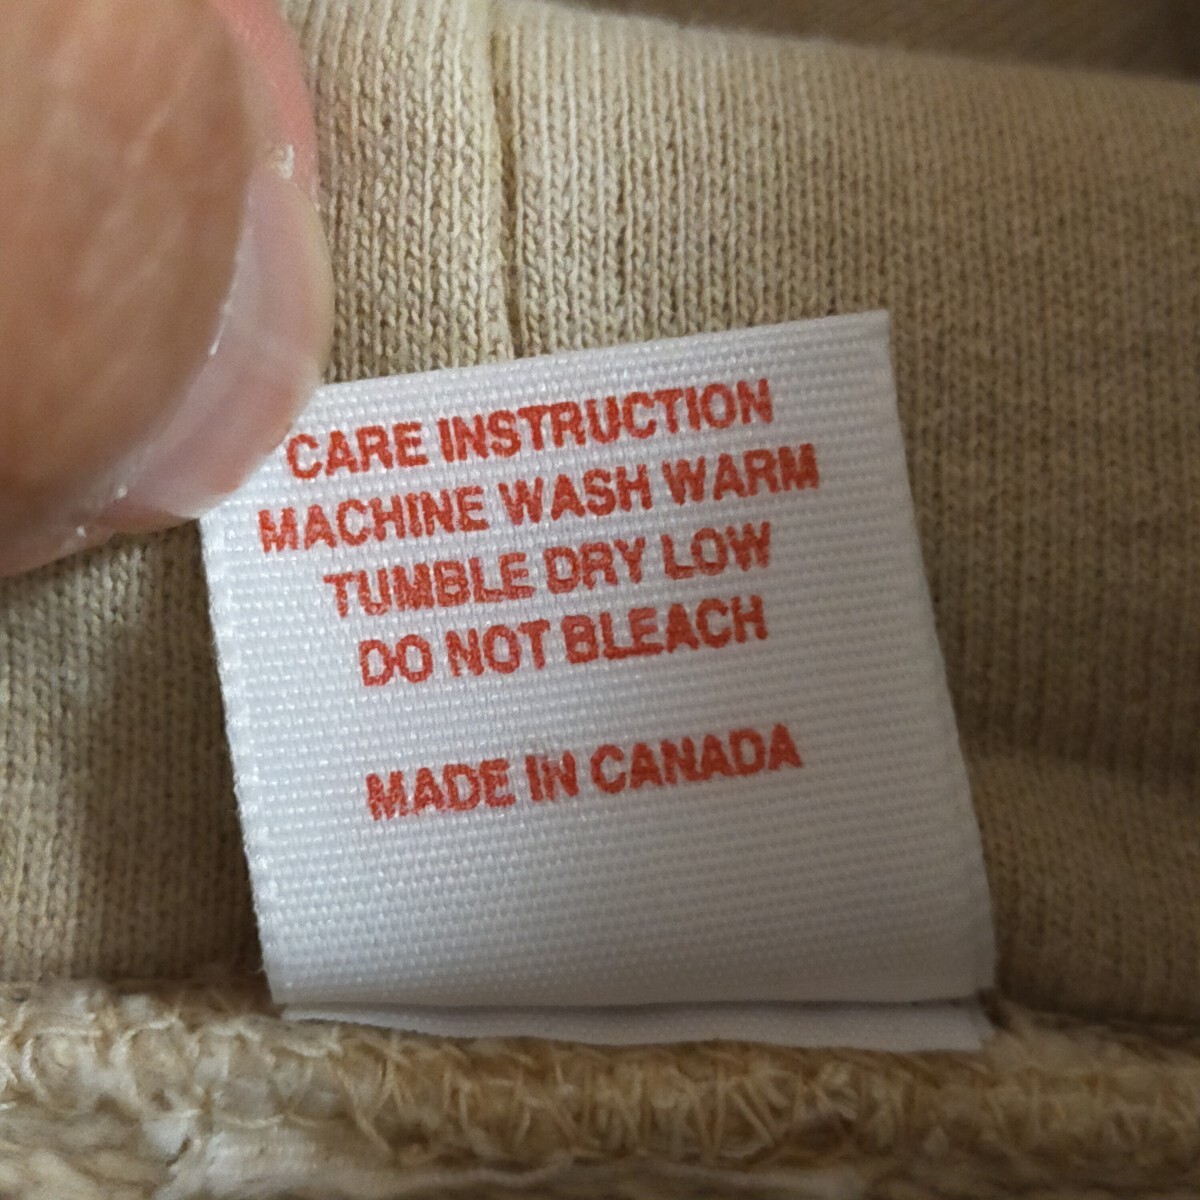 CARE INSTRUCTION
MACHINE WASH WARM
TUMBLE DRY LOW
DO NOT BLEACH
MADE IN CANADA